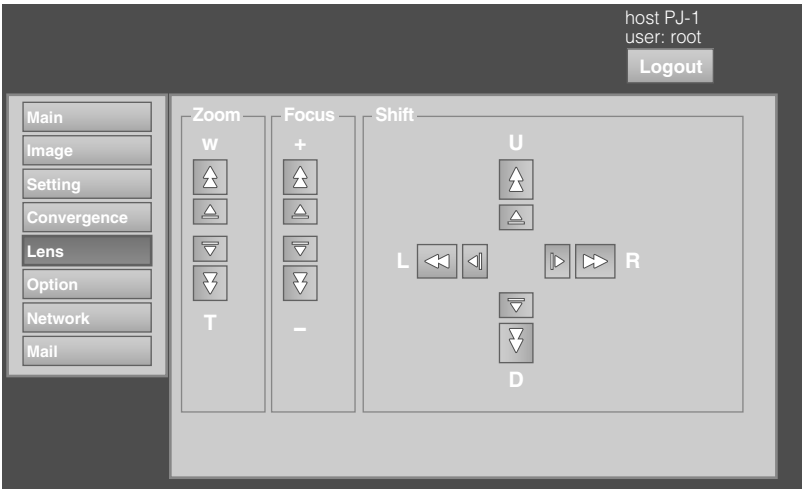 host PJ-1
user: root
Logout
Main
Image
Setting
Convergence
Lens
Option
Network
Mail
Zoom
W
T
Focus
+
–
Shift
U
L
R
D